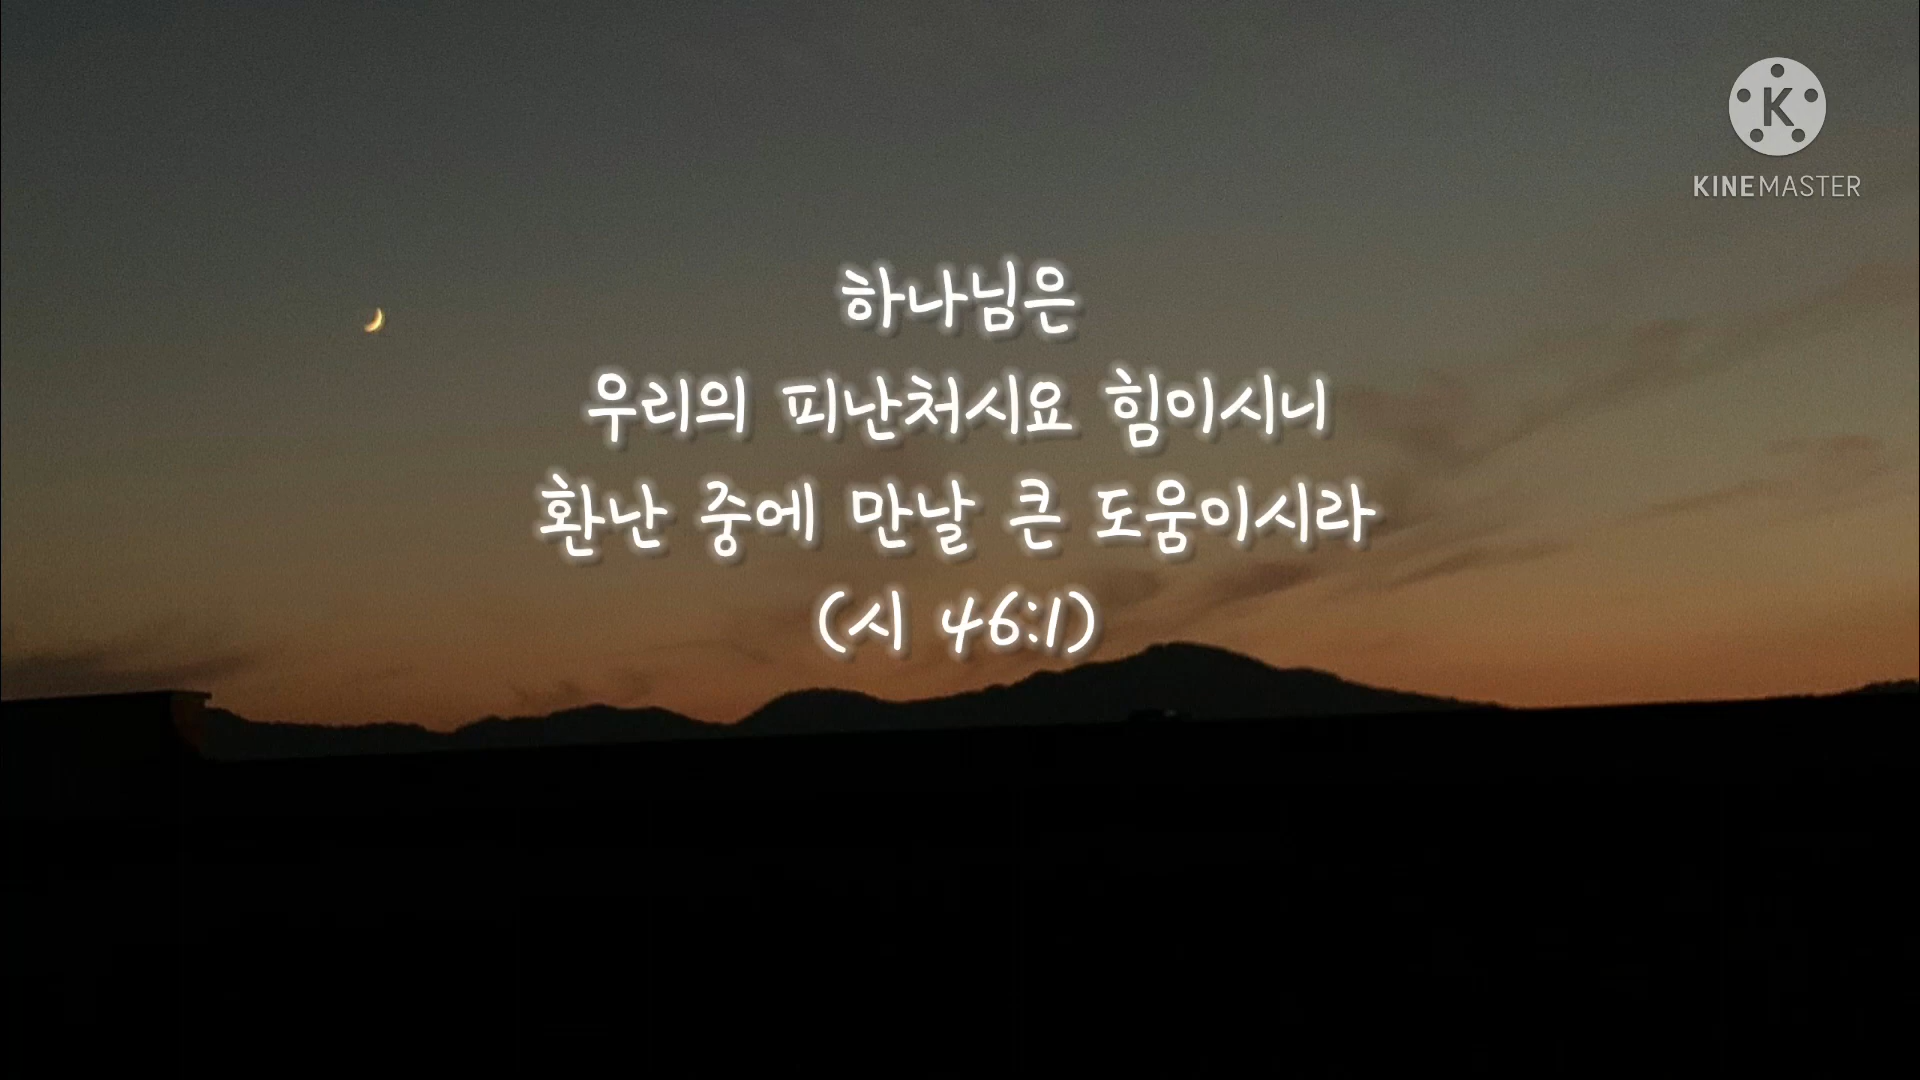 KINEMASTER
하나님은
우리의 피난처시요 힘이시니
환난 중에 만날 큰 도움이시라
(시 46:1)